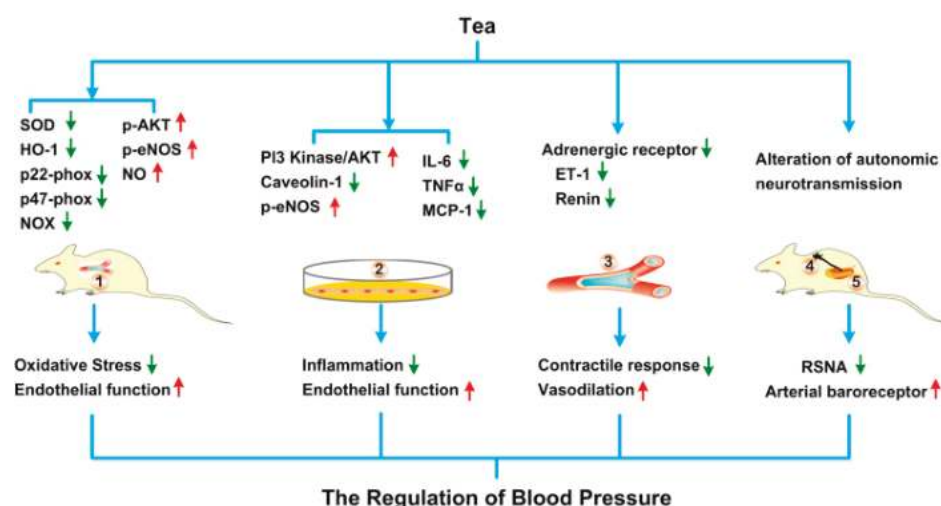 Tea
SOD ↓
HO-1 ↓
p22-phox ↓
p47-phox ↓
NOX ↓
p-AKT ↑
p-eNOS ↑
NO ↑
PI3 Kinase/AKT ↑
Caveolin-1 ↓
p-eNOS ↑
IL-6 ↓
TNFα ↓
MCP-1 ↓
Adrenergic receptor ↓
ET-1 ↓
Renin ↓
Alteration of autonomic
neurotransmission
1
2
3
4
5
Oxidative Stress ↓
Endothelial function ↑
Inflammation ↓
Endothelial function ↑
Contractile response ↓
Vasodilation ↑
RSNA ↓
Arterial baroreceptor ↑
The Regulation of Blood Pressure